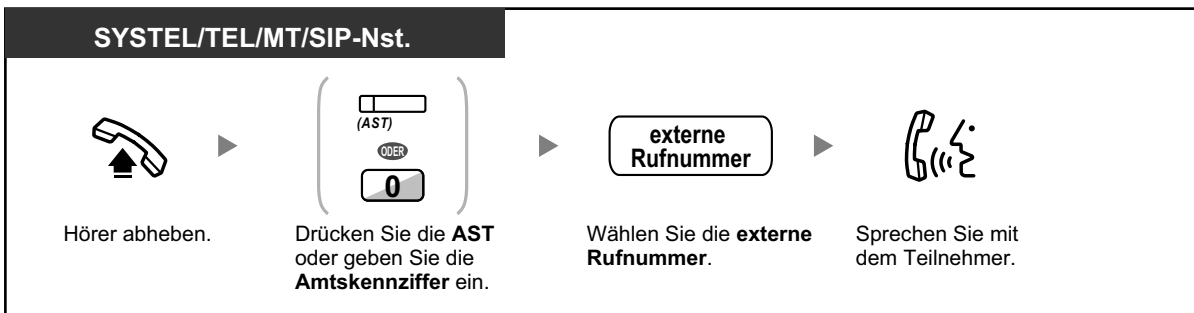 SYSTEL/TEL/MT/SIP-Nst.
(AST)
ODER
0
externe
Rufnummer
Hörer abheben.
Drücken Sie die AST
oder geben Sie die
Amtskennziffer ein.
Wählen Sie die externe
Rufnummer.
Sprechen Sie mit
dem Teilnehmer.